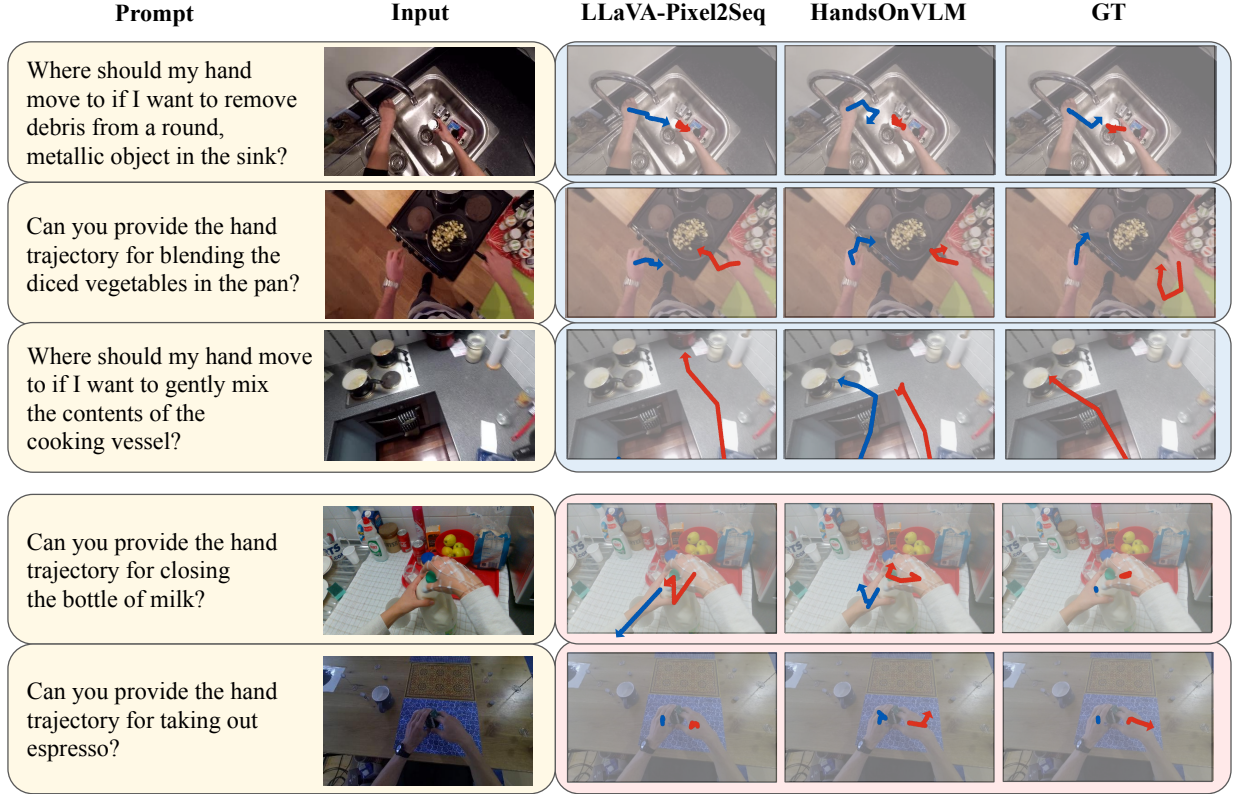 Prompt Input LLaVA-Pixel2Seq HandsOnVLM GT
Where should my hand
move to if I want to remove
debris from a round,
metallic object in the sink?
Can you provide the hand
trajectory for blending the
diced vegetables in the pan?
Where should my hand move
to if I want to gently mix
the contents of the
cooking vessel?
Can you provide the hand
trajectory for closing
the bottle of milk?
Can you provide the hand
trajectory for taking out
espresso?